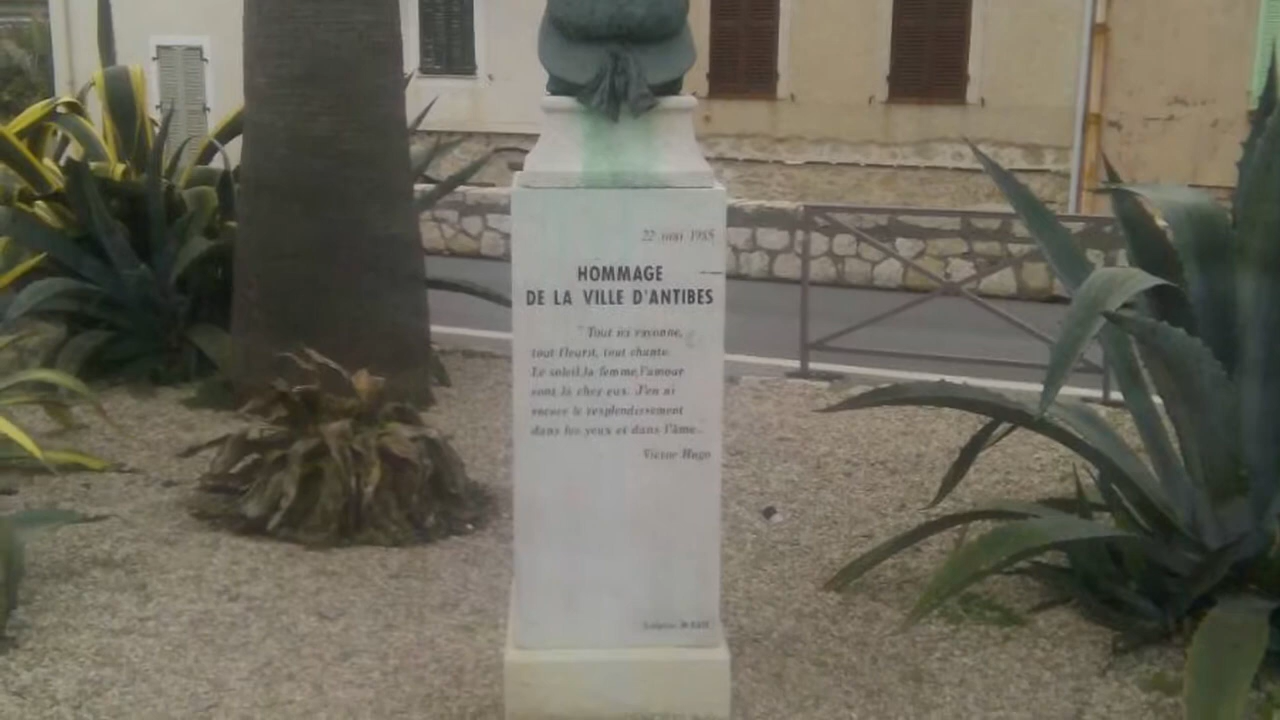 22 mai 1985
HOMMAGE
DE LA VILLE D'ANTIBES
"Tout ici rayonne,
tout fleurit, tout chante.
Le soleil, la femme, l'amour
sont là chez eux. J'en ai
encore le resplendissement
dans les yeux et dans l'âme.
Victor Hugo